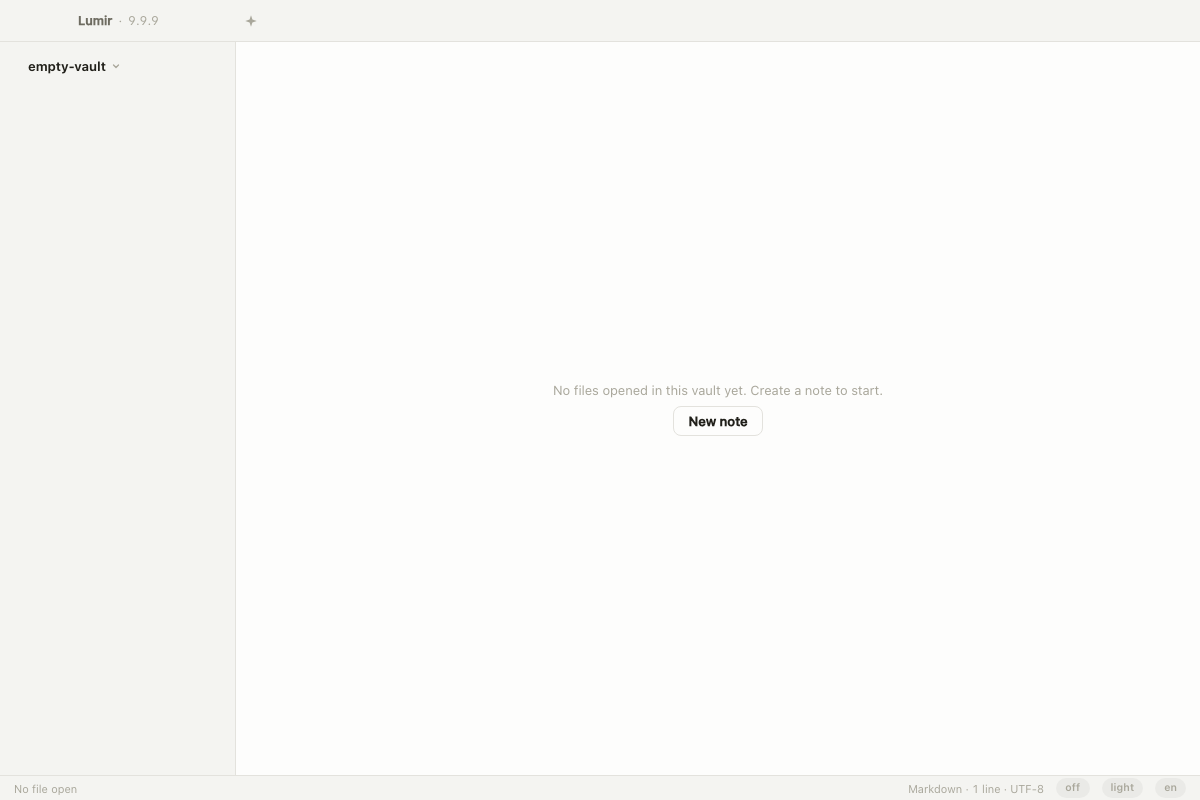 Lumir · 9.9.9
empty-vault
No files opened in this vault yet. Create a note to start.
New note
No file open
Markdown · 1 line · UTF-8 off light en